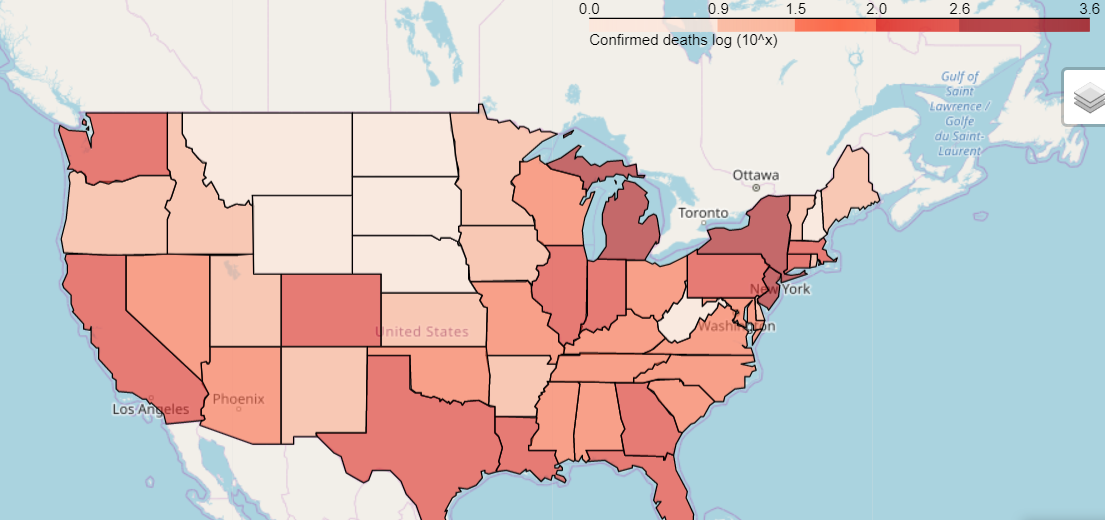 0.0 0.9 1.5 2.0 2.6 3.6
Confirmed deaths log (10^x)
Gulf of
Saint
Lawrence /
Golfe
du Saint-
Laurent
Ottawa
Toronto
New York
United States
Washington
Phoenix
Los Angeles